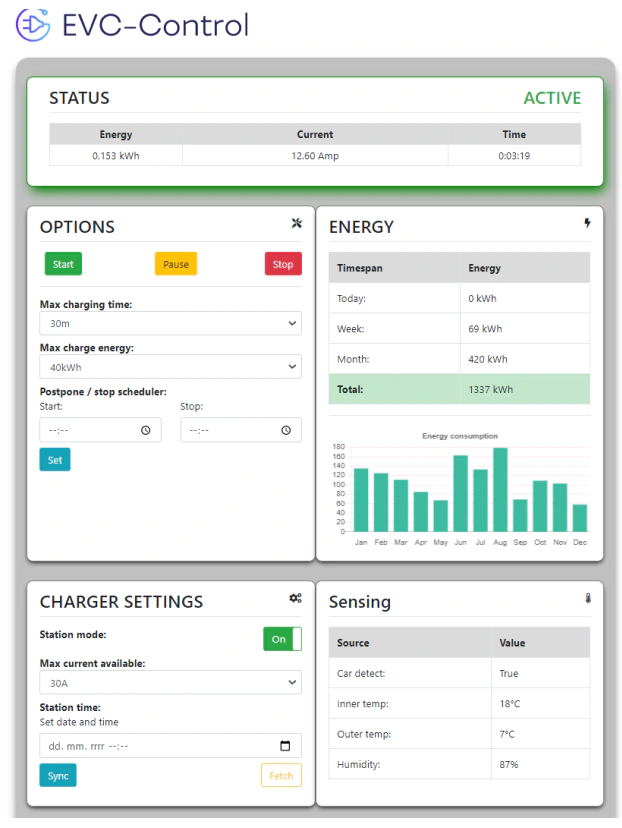 EVC-Control
STATUS ACTIVE
Energy Current Time
0.153 kWh 12.60 Amp 0:03:19
OPTIONS
Start Pause Stop
Max charging time:
30m
Max charge energy:
40kWh
Postpone / stop scheduler:
Start: Stop:
--:-- --:--
Set
ENERGY
Timespan Energy
Today: 0 kWh
Week: 69 kWh
Month: 420 kWh
Total: 1337 kWh
Energy consumption
180
160
140
120
100
80
60
40
20
0
Jan Feb Mar Apr May Jun Jul Aug Sep Oct Nov Dec
CHARGER SETTINGS
Station mode: On
Max current available:
30A
Station time:
Set date and time
dd. mm. rrrr --:--
Sync Fetch
Sensing
Source Value
Car detect: True
Inner temp: 18°C
Outer temp: 7°C
Humidity: 87%